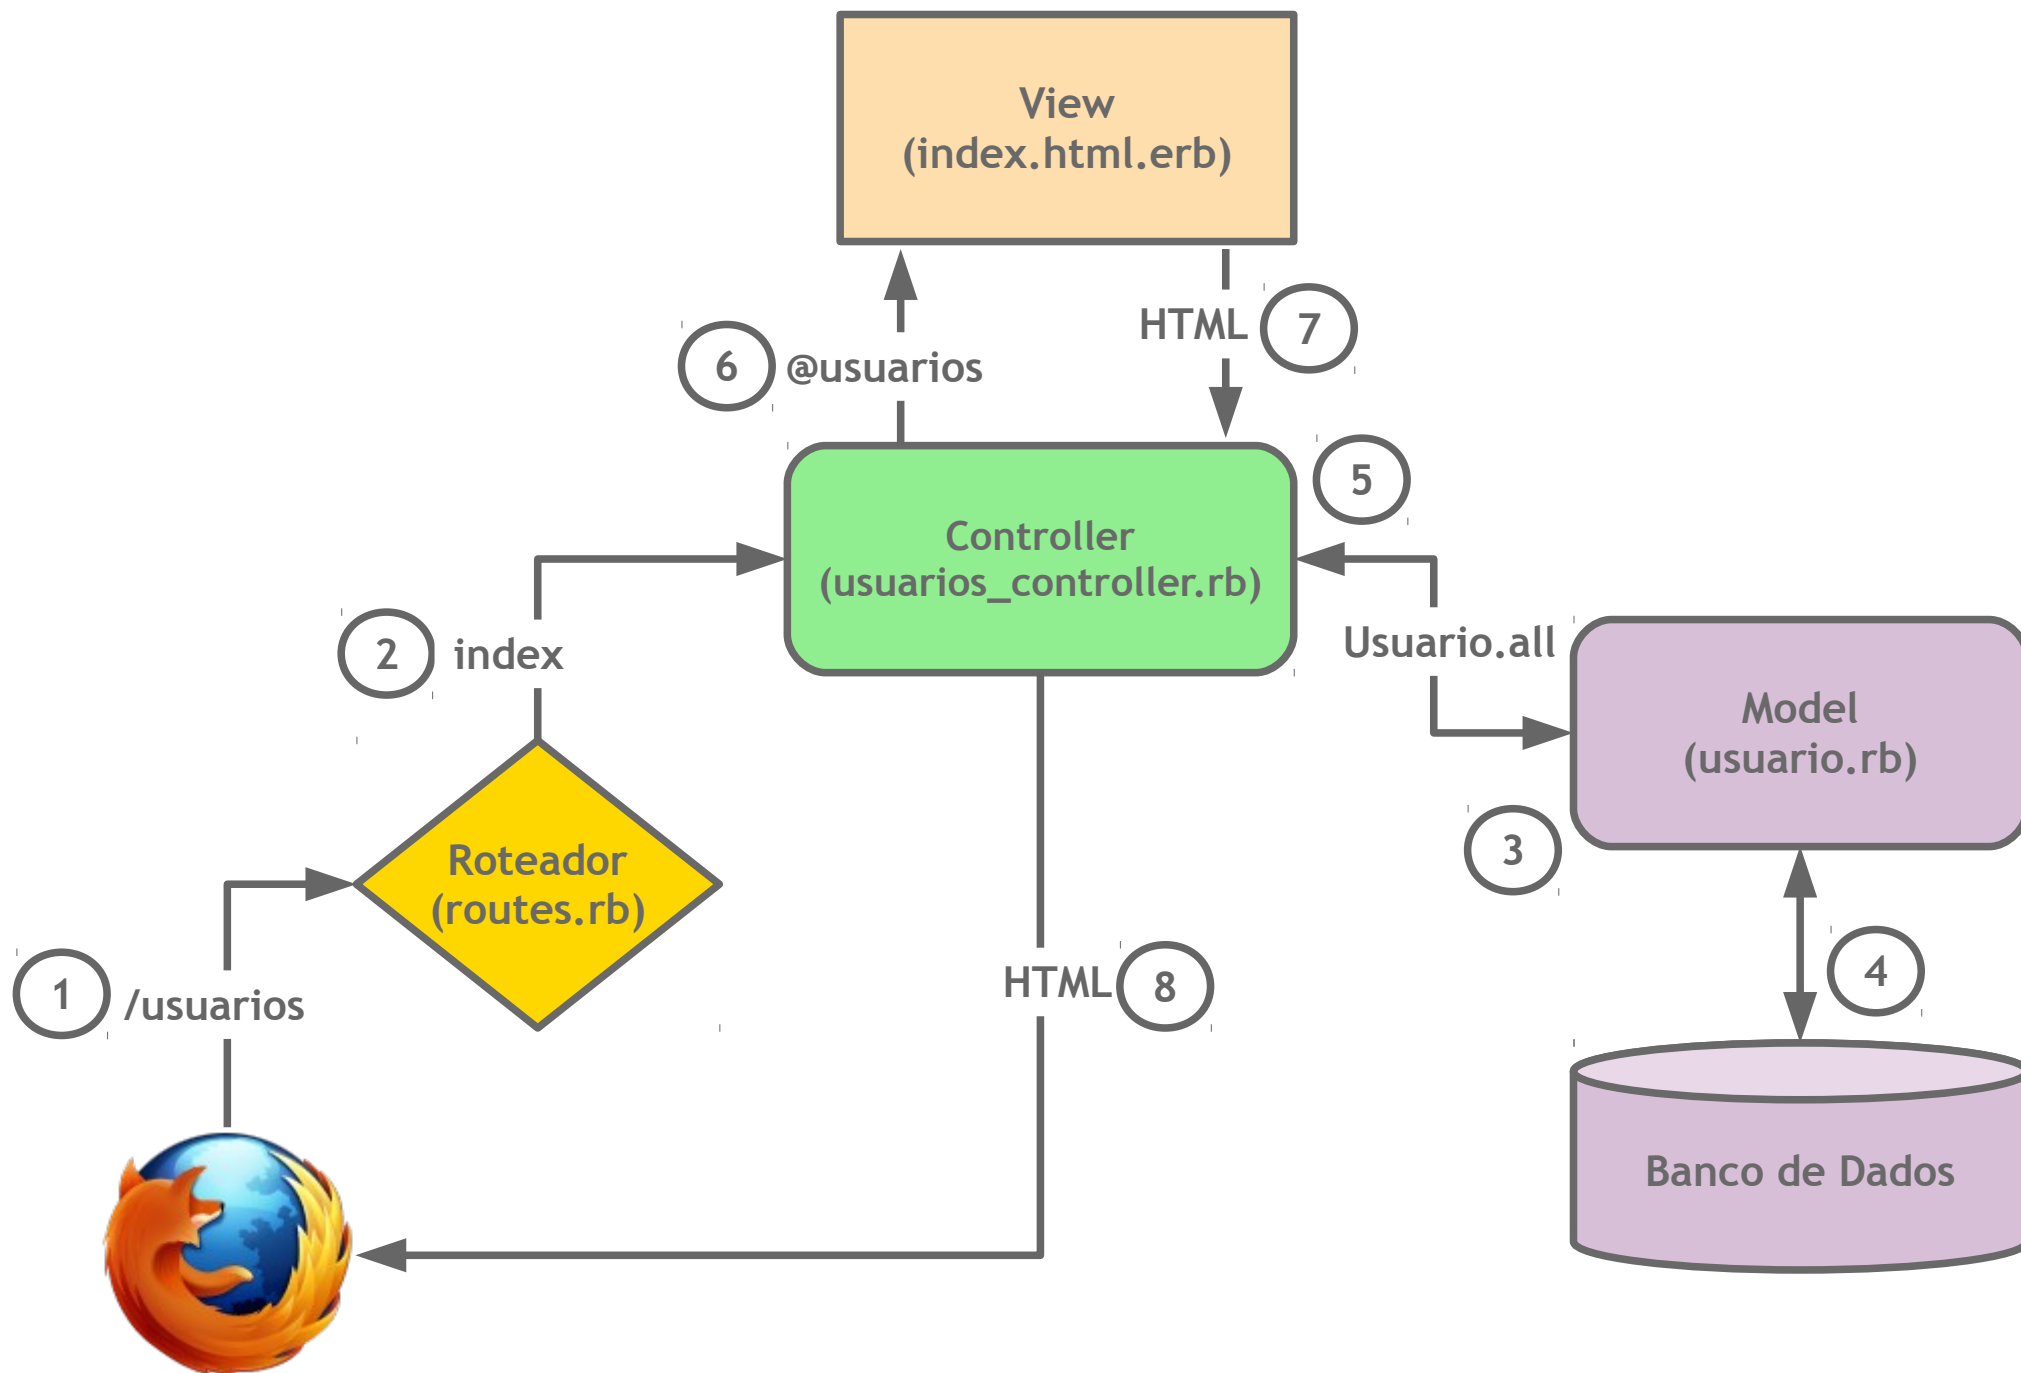 View
(index.html.erb)
HTML
7
6
@usuarios
5
Controller
(usuarios_controller.rb)
2
index
Usuario.all
Model
(usuario.rb)
3
Roteador
(routes.rb)
1
/usuarios
HTML
8
4
Banco de Dados